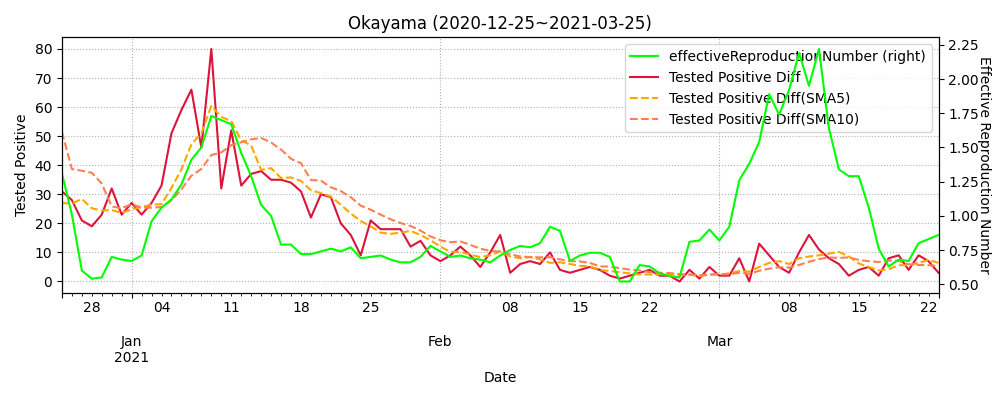 Okayama (2020-12-25~2021-03-25)
Tested Positive
80
70
60
50
40
30
20
10
0
effectiveReproductionNumber (right)
Tested Positive Diff
Tested Positive Diff(SMA5)
Tested Positive Diff(SMA10)
2.25
2.00
1.75
1.50
1.25
1.00
0.75
0.50
Effective Reproduction Number
28 04 11 18 25 08 15 22 08 15 22
Jan Feb Mar
2021
Date